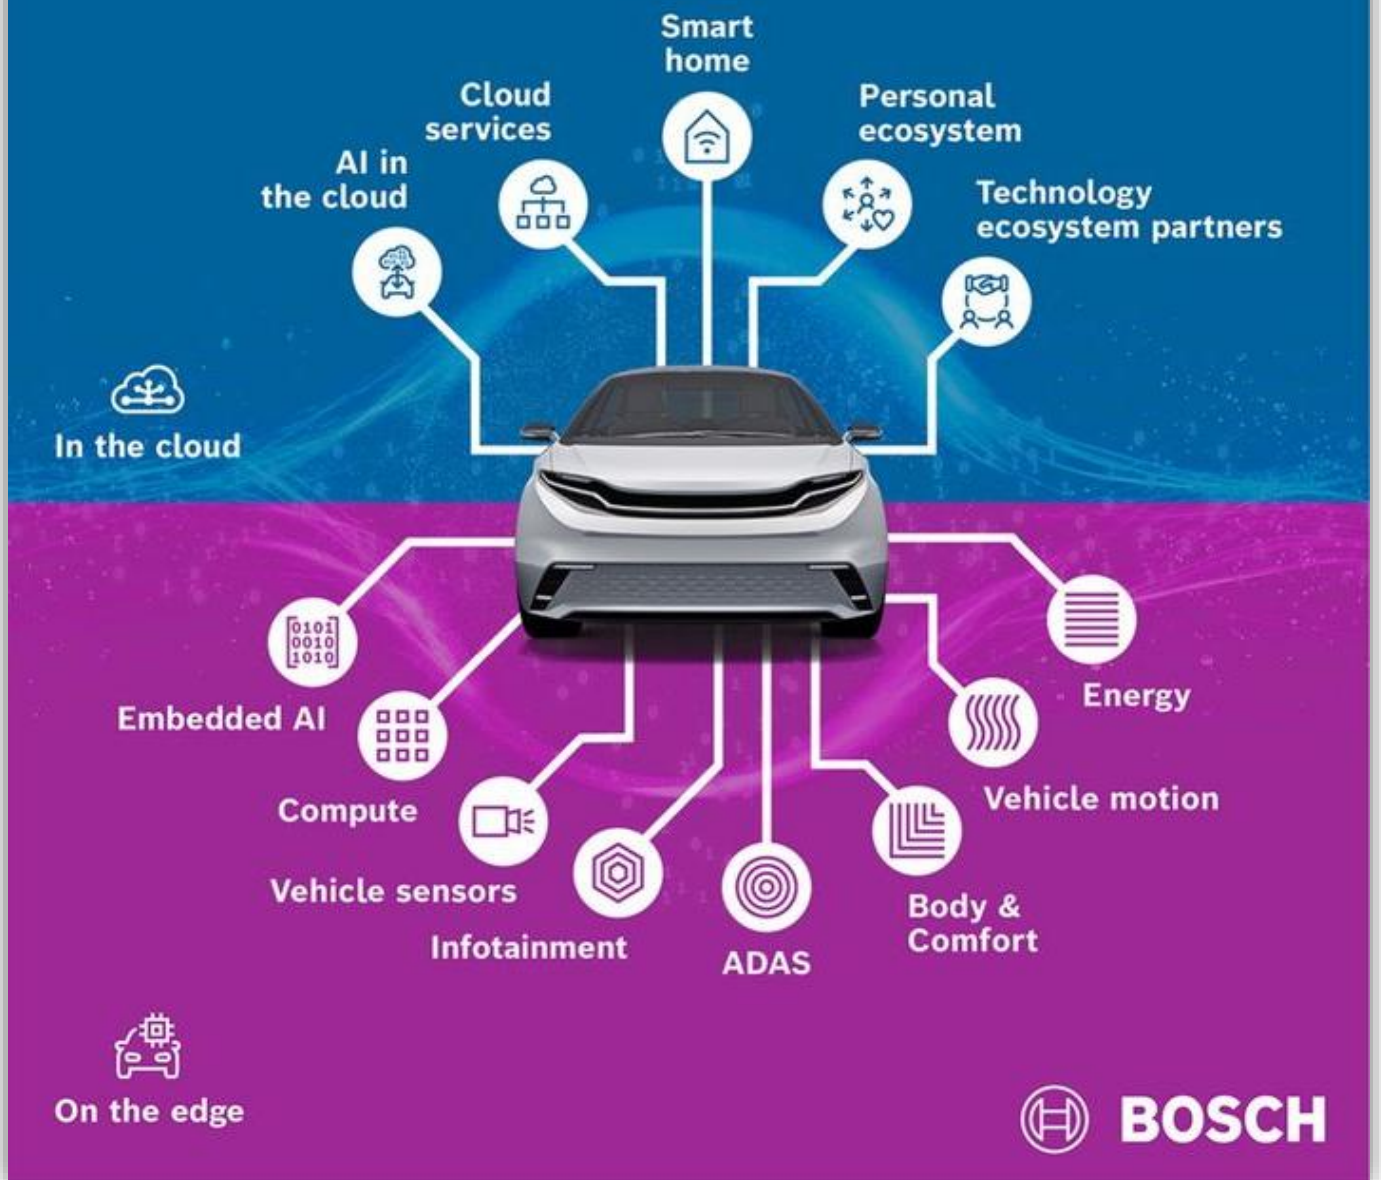 Smart
home
Cloud
services
Personal
ecosystem
AI in
the cloud
Technology
ecosystem partners
In the cloud
0101
0010
1010
Embedded AI
Energy
Compute
Vehicle motion
Vehicle sensors
Body &
Comfort
Infotainment
ADAS
On the edge
BOSCH